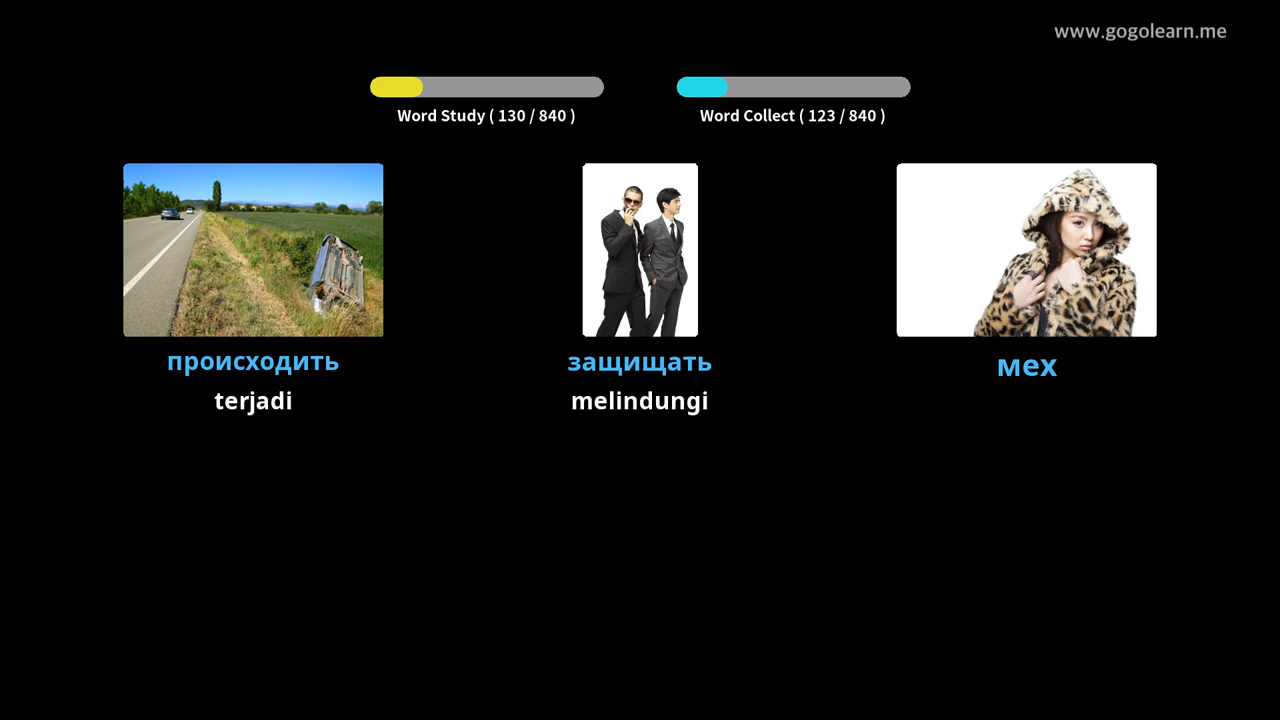 www.gogolearn.me
Word Study ( 130 / 840 )
Word Collect ( 123 / 840 )
происходить
защищать
мех
terjadi
melindungi